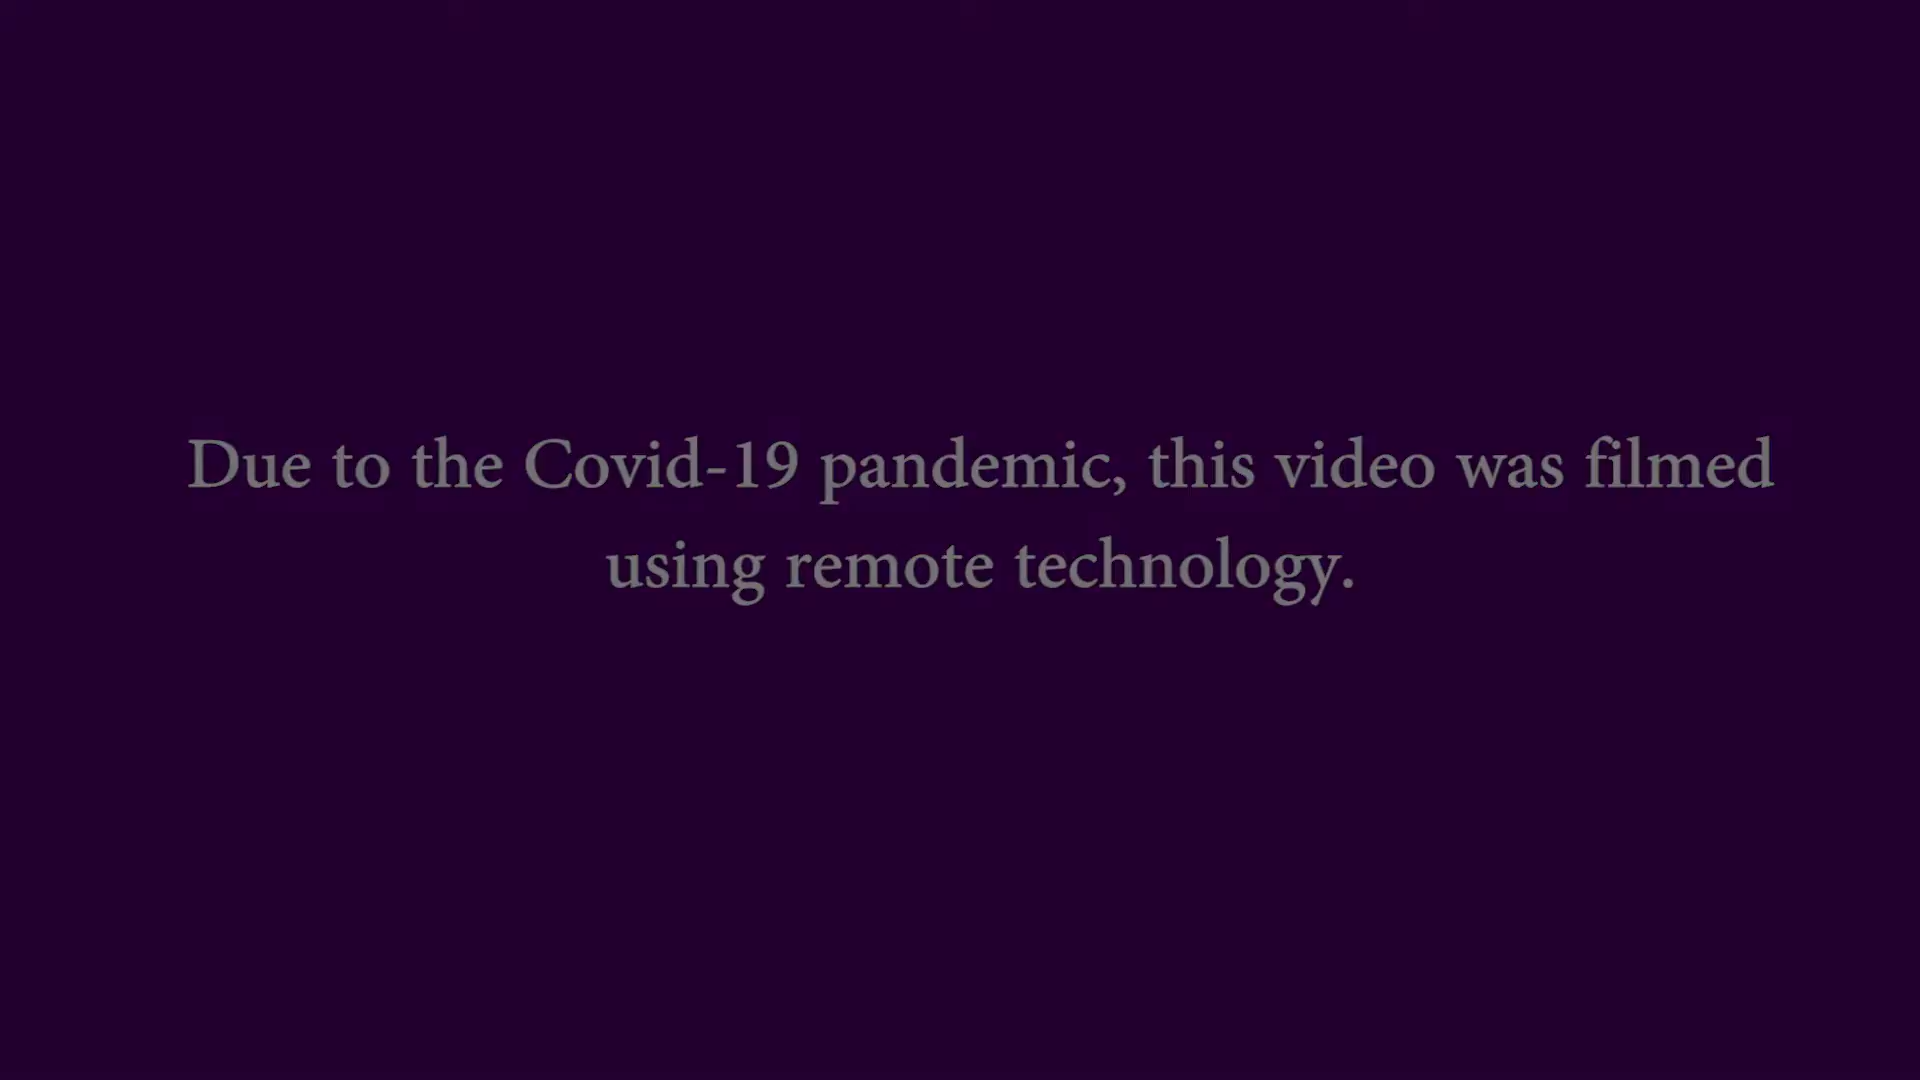 Due to the Covid-19 pandemic, this video was filmed
using remote technology.